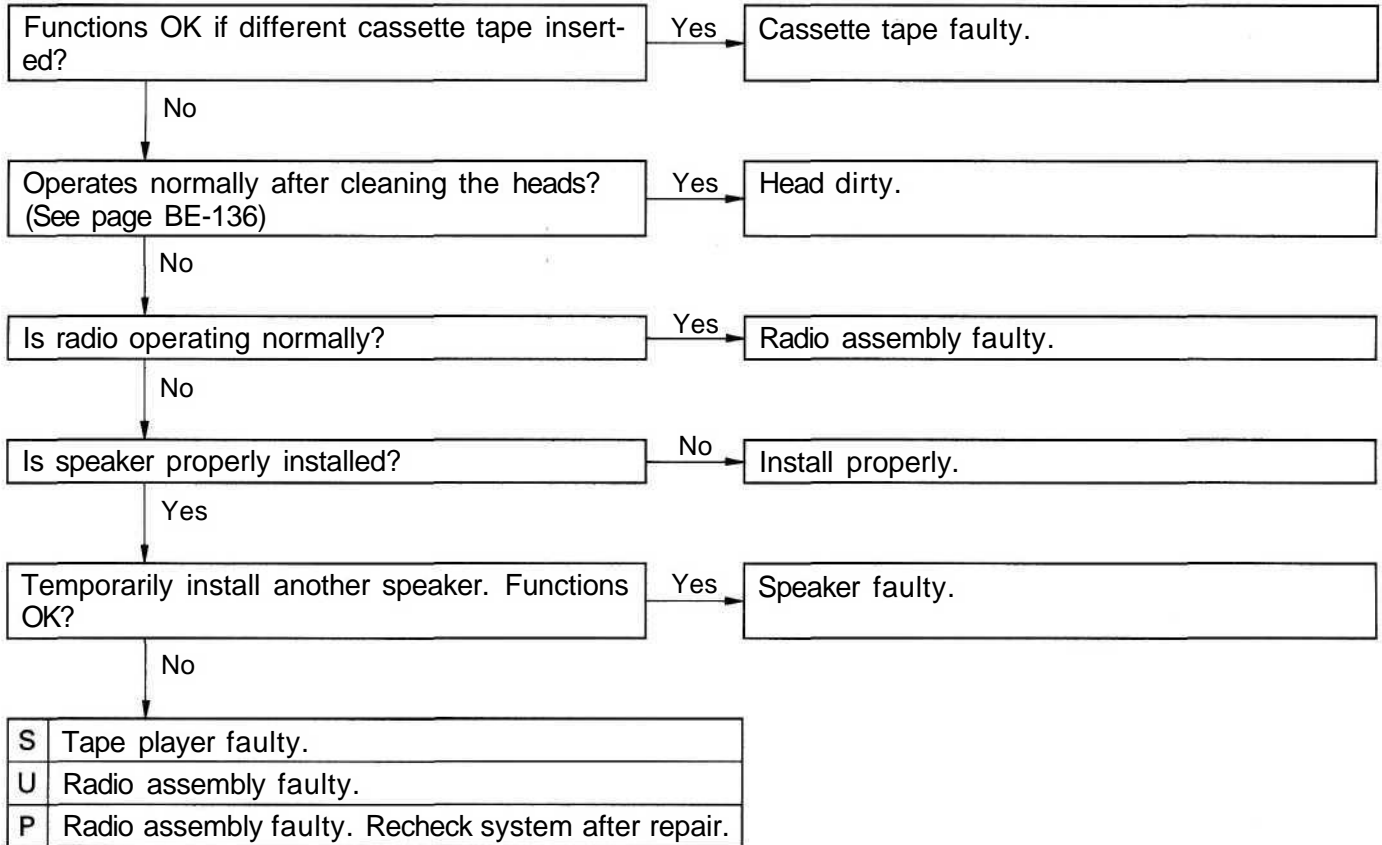 Functions OK if different cassette tape insert-
ed?
Yes
Cassette tape faulty.
No
Operates normally after cleaning the heads?
(See page BE-136)
Yes
Head dirty.
No
Is radio operating normally?
Yes
Radio assembly faulty.
No
Is speaker properly installed?
No
Install properly.
Yes
Temporarily install another speaker. Functions
OK?
Yes
Speaker faulty.
No
S Tape player faulty.
U Radio assembly faulty.
P Radio assembly faulty. Recheck system after repair.